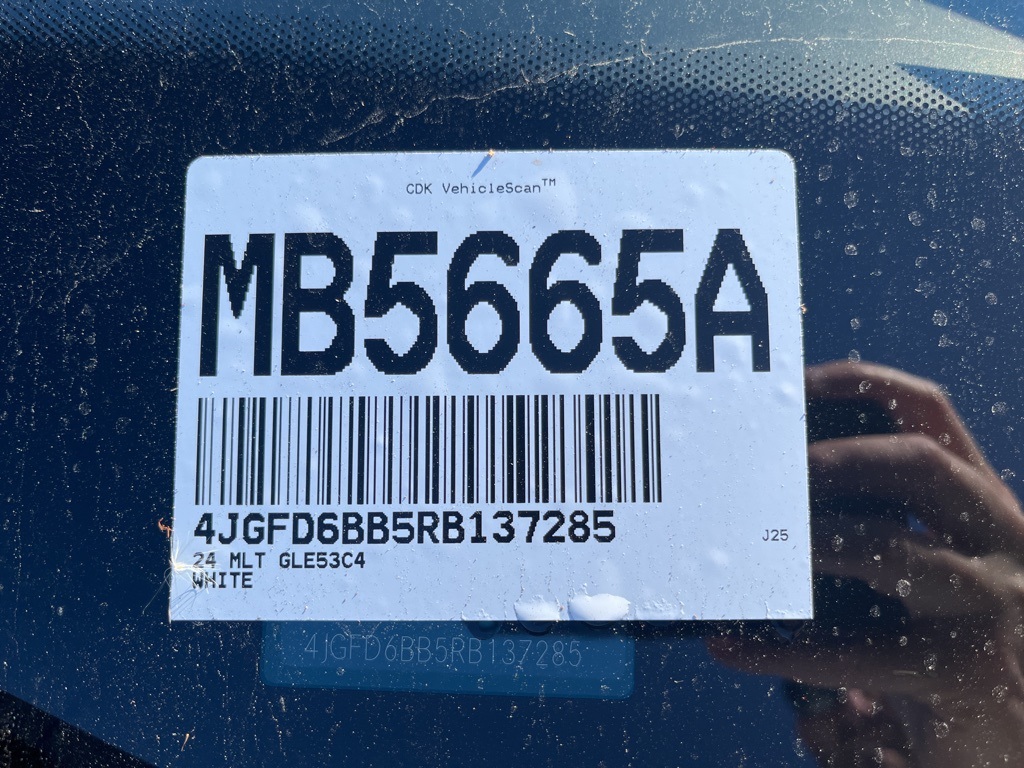 CDK VehicleScan™
MB5665A
4JGFD6BB5RB137285
J25
24 MLT GLE53C4
WHITE
4JGFD6BB5RB137285